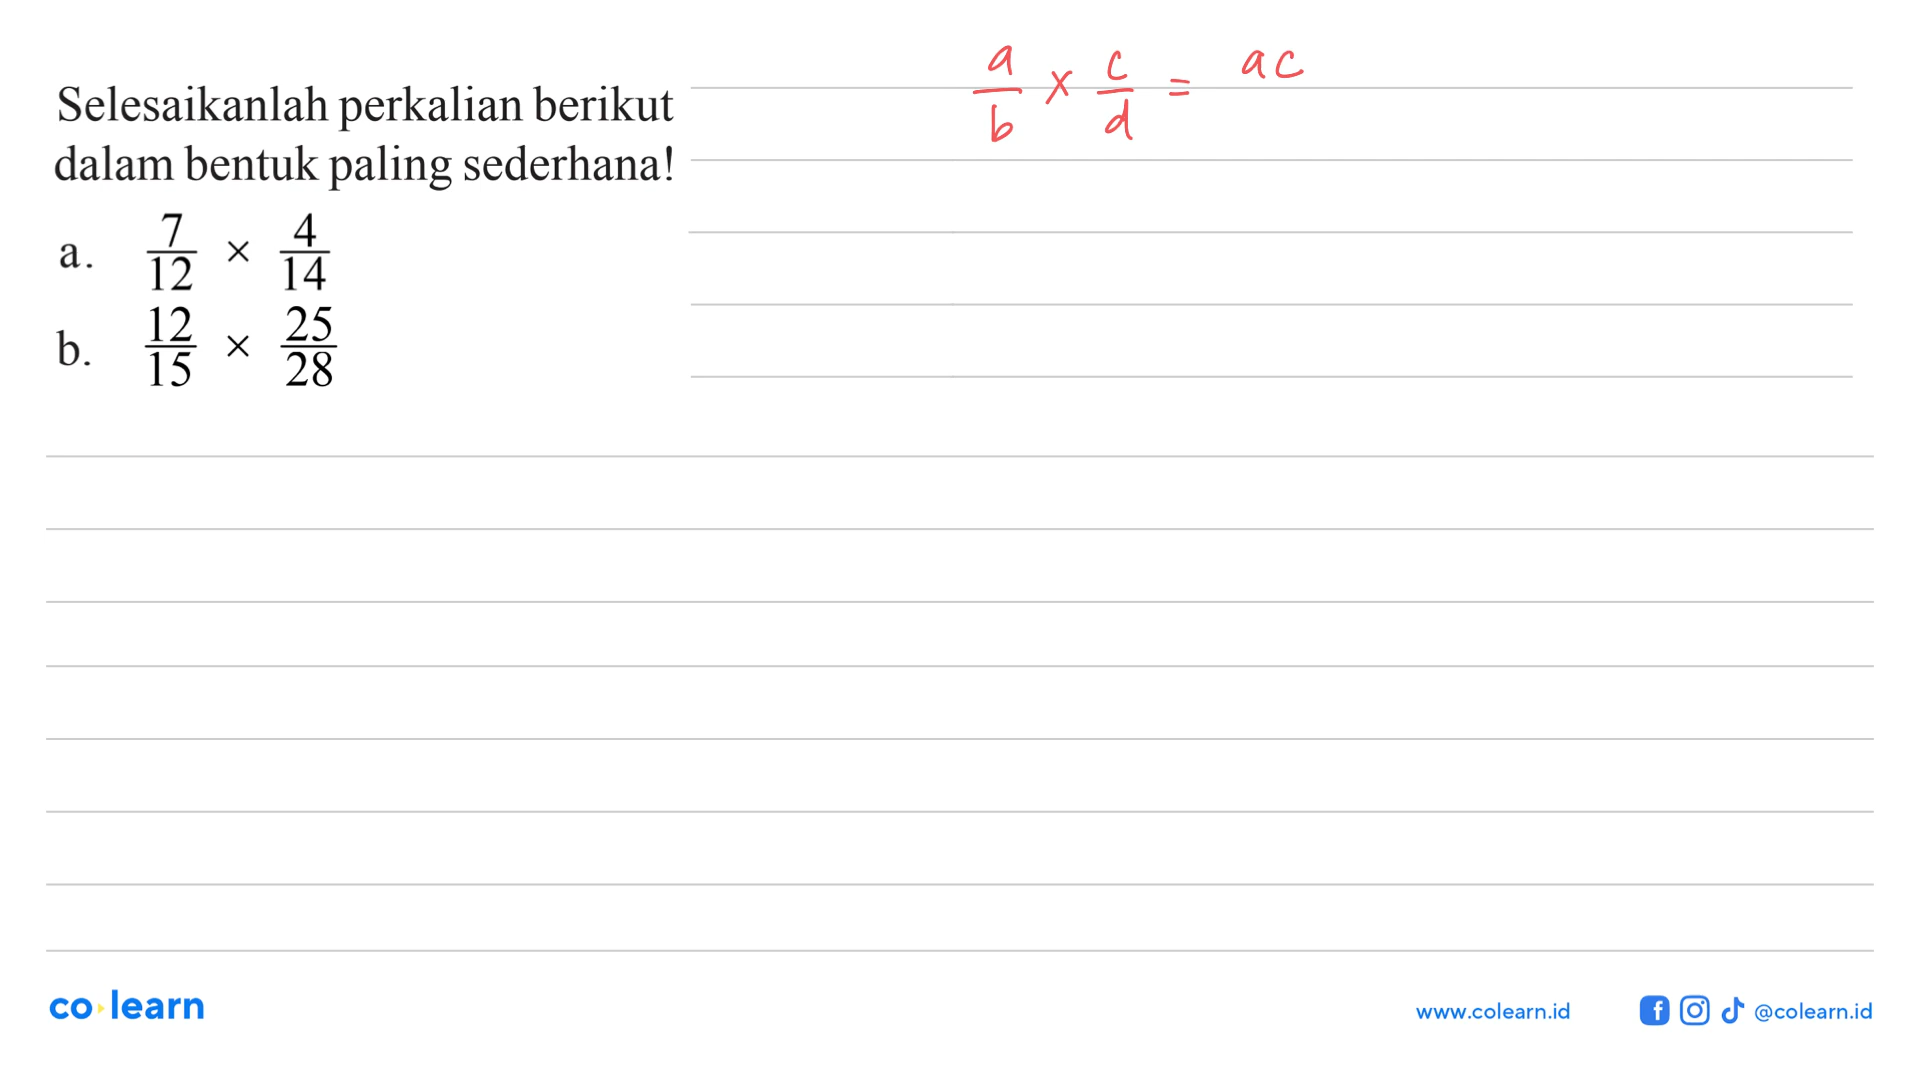 Selesaikanlah perkalian berikut
dalam bentuk paling sederhana!
a. 7/12 × 4/14
b. 12/15 × 25/28
a/b × c/d = ac
co learn
www.colearn.id
@colearn.id